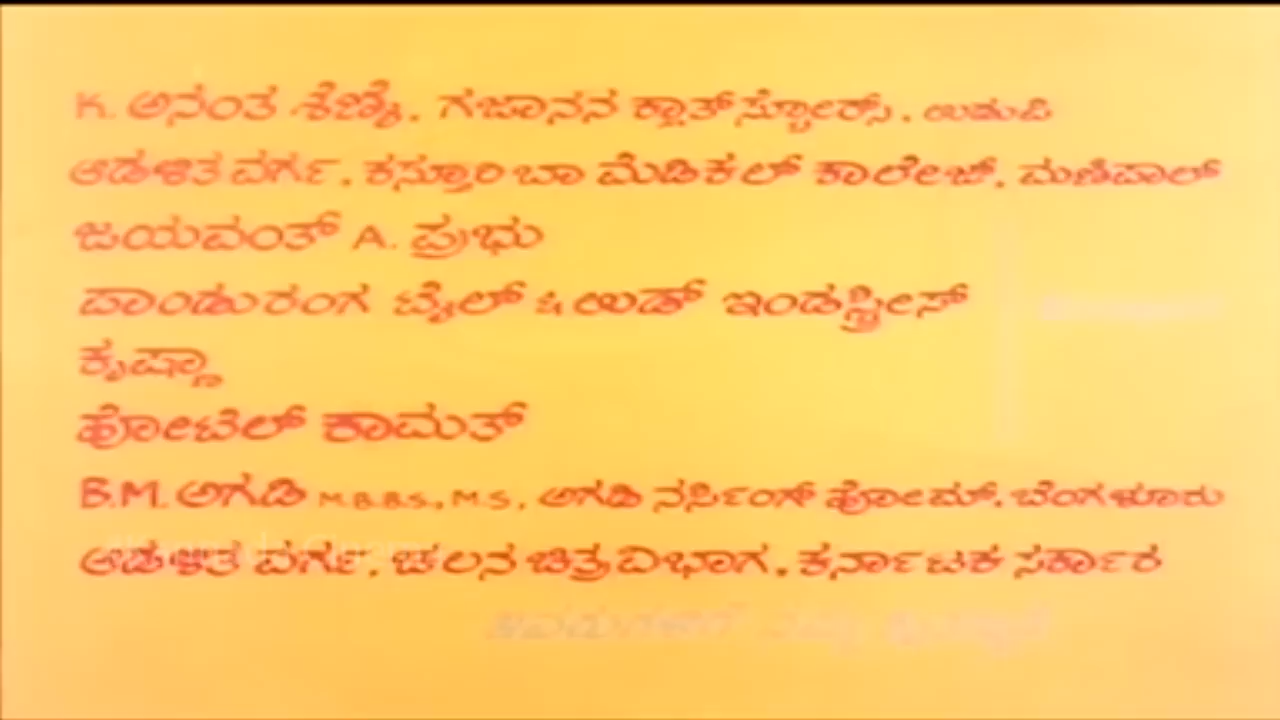 K. ಅನಂತ ಶೆಣೈ, ಗಜಾನನ ಕ್ಲಾತ್ ಸ್ಟೋರ್ಸ್, ಉಡುಪಿ
ಆಡಳಿತ ವರ್ಗ, ಕಸ್ತೂರಿ ಬಾ ಮೆಡಿಕಲ್ ಕಾಲೇಜ್, ಮಣಿಪಾಲ್
ಜಯವಂತ್ A. ಪ್ರಭು
ಪಾಂಡುರಂಗ ಟೈಲ್ & ಉಡ್ ಇಂಡಸ್ಟ್ರೀಸ್
ಕೃಷ್ಣಾ
ಹೋಟೆಲ್ ಕಾಮತ್
B.M. ಅಗಡಿ M.B.B.S., M.S., ಅಗಡಿ ನರ್ಸಿಂಗ್ ಹೋಮ್, ಬೆಂಗಳೂರು
ಆಡಳಿತ ವರ್ಗ, ಚಲನ ಚಿತ್ರ ವಿಭಾಗ, ಕರ್ನಾಟಕ ಸರ್ಕಾರ